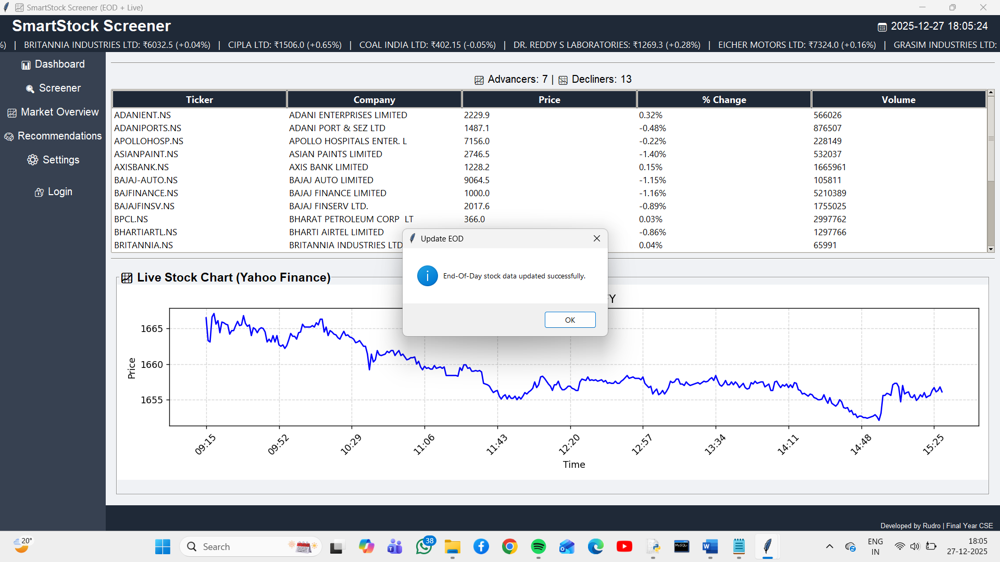 SmartStock Screener (EOD + Live)
SmartStock Screener
2025-12-27 18:05:24
%) | BRITANNIA INDUSTRIES LTD: ₹6032.5 (+0.04%) | CIPLA LTD: ₹1506.0 (+0.65%) | COAL INDIA LTD: ₹402.15 (-0.05%) | DR. REDDY S LABORATORIES: ₹1269.3 (+0.28%) | EICHER MOTORS LTD: ₹7324.0 (+0.16%) | GRASIM INDUSTRIES LTD:
Dashboard
Screener
Market Overview
Recommendations
Settings
Login
Advancers: 7 | Decliners: 13
Ticker Company Price % Change Volume
ADANIENT.NS ADANI ENTERPRISES LIMITED 2229.9 0.32% 566026
ADANIPORTS.NS ADANI PORT & SEZ LTD 1487.1 -0.48% 876507
APOLLOHOSP.NS APOLLO HOSPITALS ENTER. L 7156.0 -0.22% 228149
ASIANPAINT.NS ASIAN PAINTS LIMITED 2746.5 -1.40% 532037
AXISBANK.NS AXIS BANK LIMITED 1228.2 0.15% 1665961
BAJAJ-AUTO.NS BAJAJ AUTO LIMITED 9064.5 -1.15% 105811
BAJFINANCE.NS BAJAJ FINANCE LIMITED 1000.0 -1.16% 5210389
BAJAJFINSV.NS BAJAJ FINSERV LTD. 2017.6 -0.89% 1755025
BPCL.NS BHARAT PETROLEUM CORP LT 366.0 0.03% 2997762
BHARTIARTL.NS BHARTI AIRTEL LIMITED -0.86% 1297766
BRITANNIA.NS BRITANNIA INDUSTRIES LTD 0.04% 65991
Update EOD
End-Of-Day stock data updated successfully.
OK
Live Stock Chart (Yahoo Finance)
Y
Price
1665
1660
1655
09:15 09:52 10:29 11:06 11:43 12:20 12:57 13:34 14:11 14:48 15:25
Time
Developed by Rudro | Final Year CSE
20°
Search
38
MySQL
ENG
IN
18:05
27-12-2025